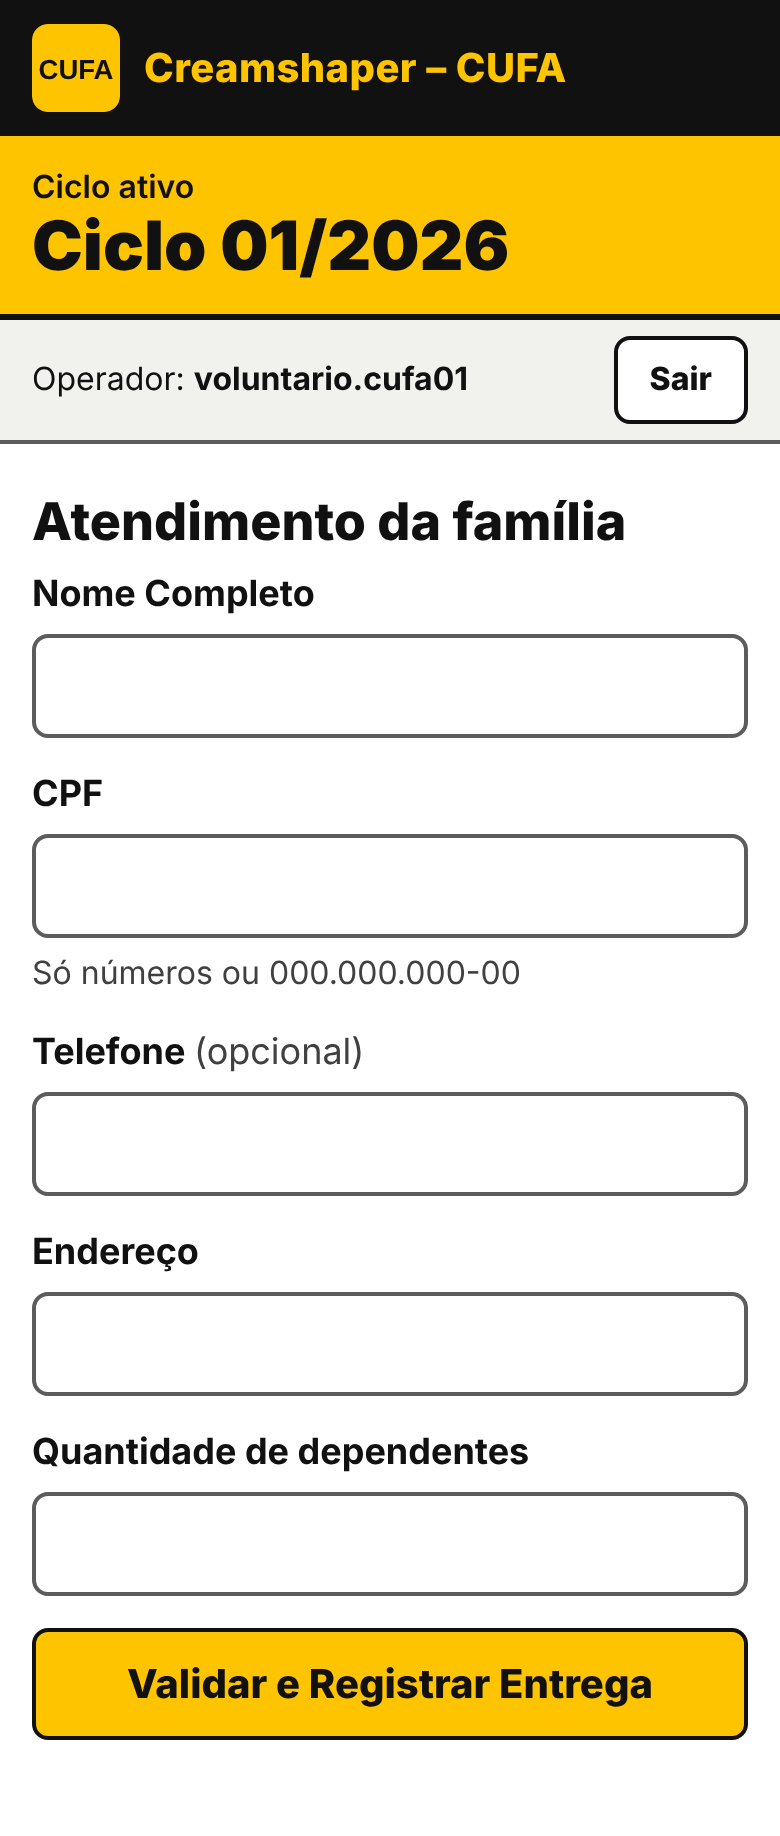 CUFA
Creamshaper – CUFA
Ciclo ativo
Ciclo 01/2026
Operador: voluntario.cufa01
Sair
Atendimento da família
Nome Completo
CPF
Só números ou 000.000.000-00
Telefone (opcional)
Endereço
Quantidade de dependentes
Validar e Registrar Entrega